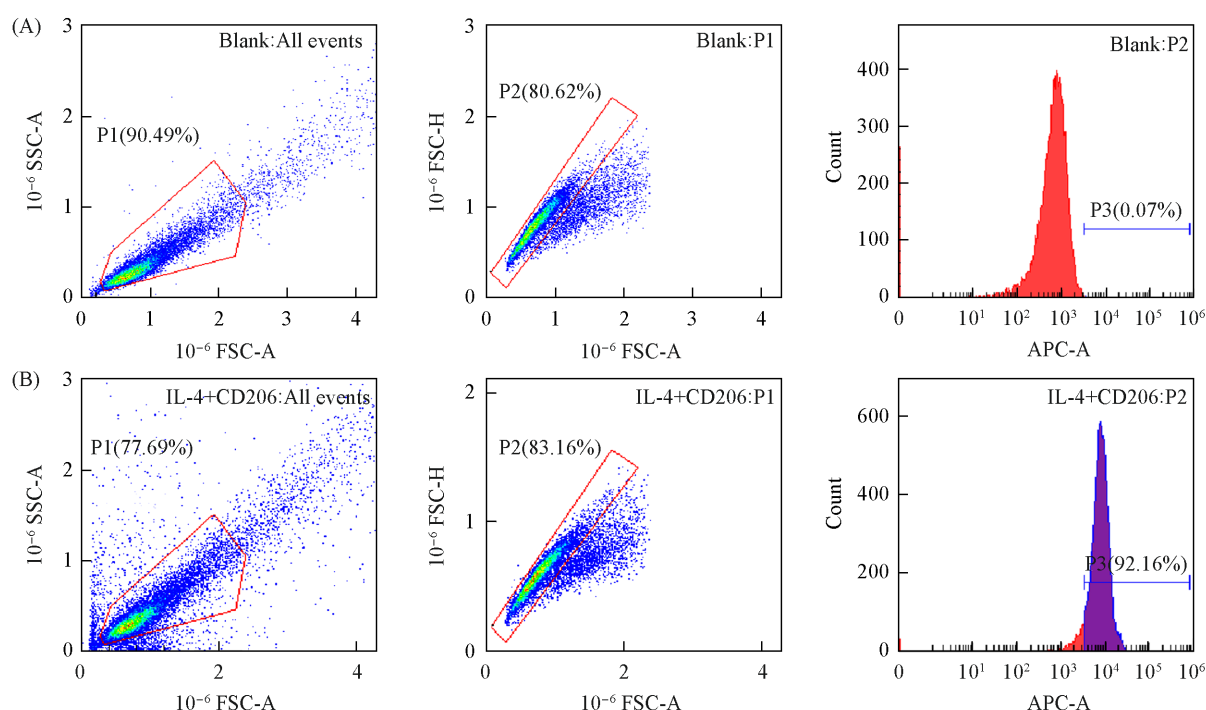 (A)
Blank:All events
P1(90.49%)
10⁻⁶ SSC-A
3
2
1
0
0
1
2
3
4
10⁻⁶ FSC-A
Blank:P1
P2(80.62%)
10⁻⁶ FSC-H
3
2
1
0
0
1
2
3
4
10⁻⁶ FSC-A
Blank:P2
P3(0.07%)
Count
400
300
200
100
0
0
10¹
10²
10³
10⁴
10⁵
10⁶
APC-A
(B)
IL-4+CD206:All events
P1(77.69%)
10⁻⁶ SSC-A
3
2
1
0
0
1
2
3
4
10⁻⁶ FSC-A
IL-4+CD206:P1
P2(83.16%)
10⁻⁶ FSC-H
2
1
0
0
2
4
10⁻⁶ FSC-A
IL-4+CD206:P2
P3(92.16%)
Count
600
400
200
0
0
10¹
10²
10³
10⁴
10⁵
10⁶
APC-A